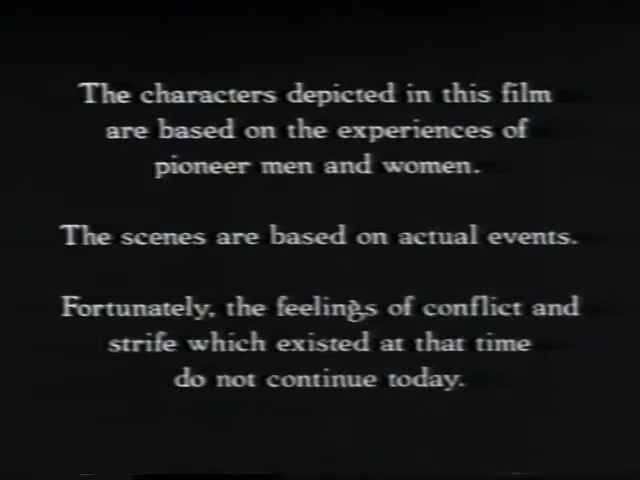 The characters depicted in this film
are based on the experiences of
pioneer men and women.
The scenes are based on actual events.
Fortunately, the feelings of conflict and
strife which existed at that time
do not continue today.